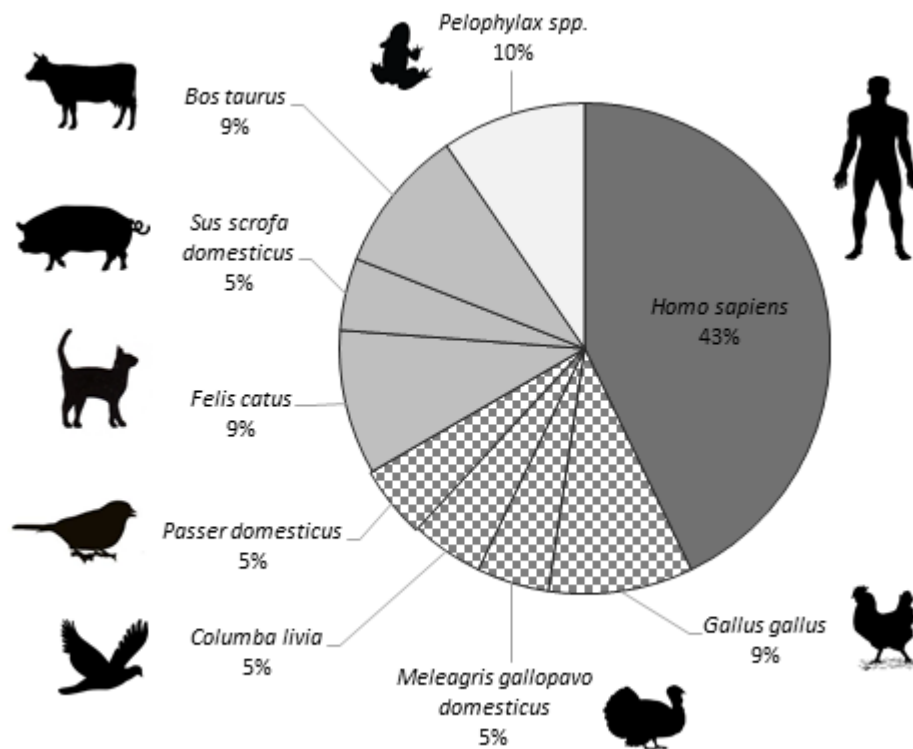 Pelophylax spp.
10%
Bos taurus
9%
Sus scrofa
domesticus
5%
Homo sapiens
43%
Felis catus
9%
Passer domesticus
5%
Columba livia
5%
Gallus gallus
9%
Meleagris gallopavo
domesticus
5%